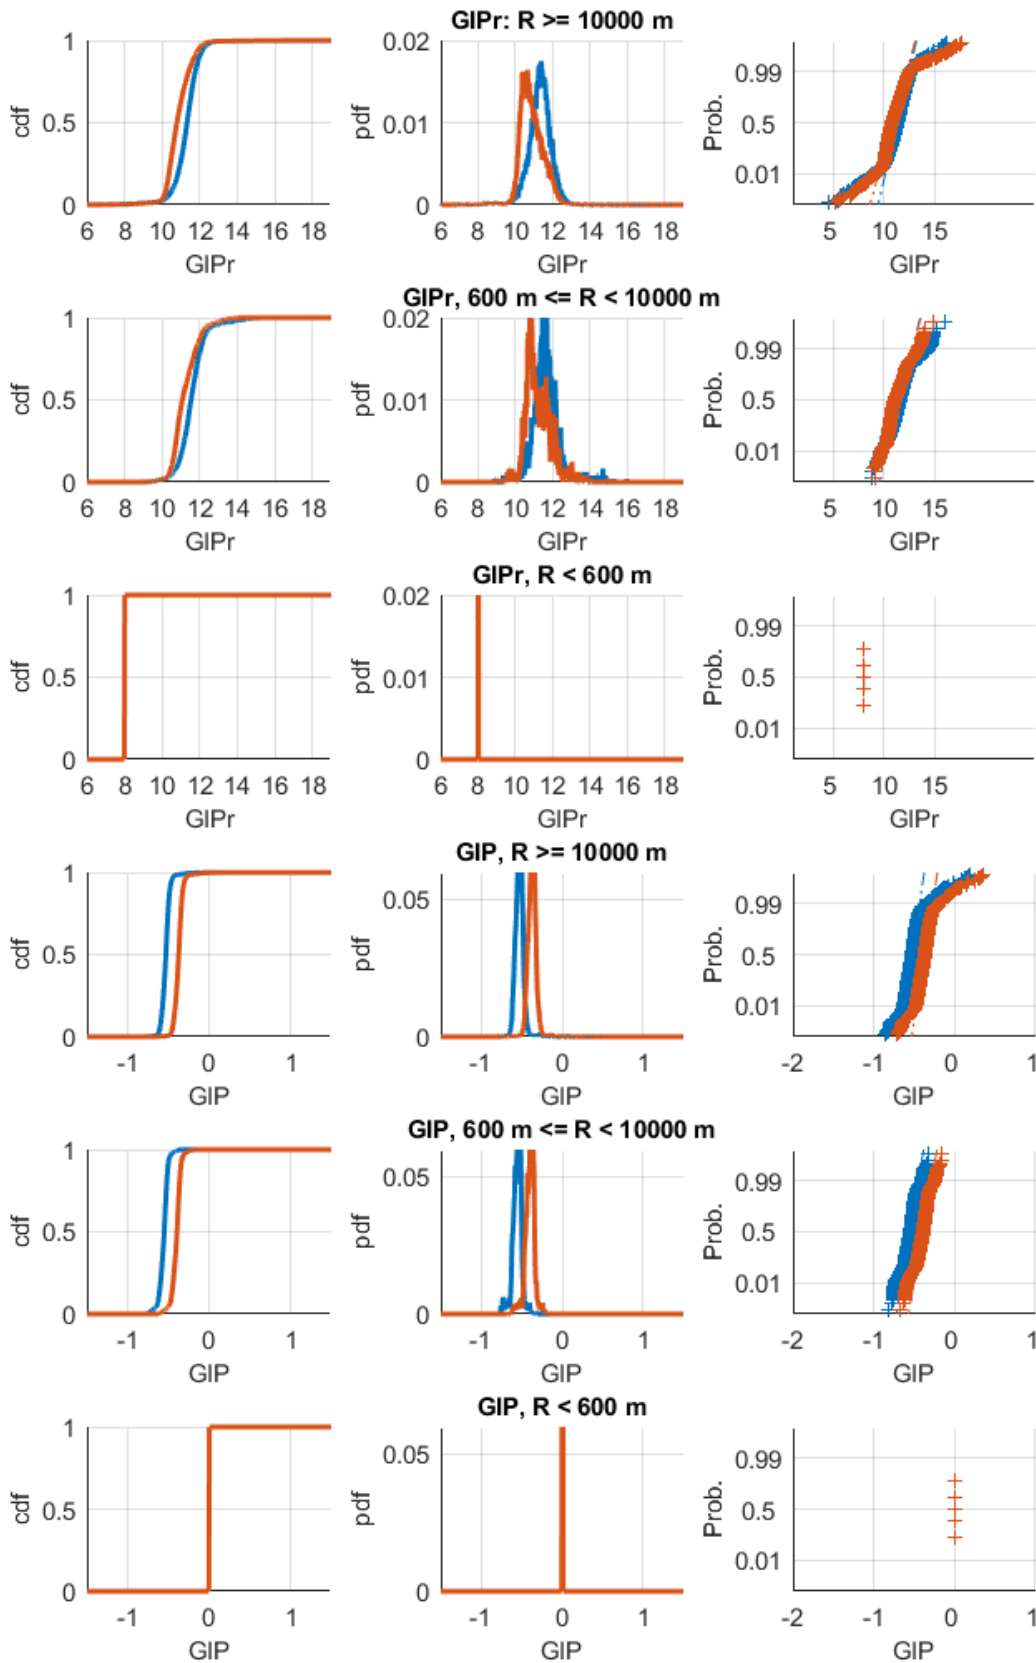 GIPr: R >= 10000 m
1
0.5
0
cdf
6 8 10 12 14 16 18
GIPr
0.02
0.01
0
pdf
6 8 10 12 14 16 18
GIPr
0.99
0.5
0.01
Prob.
5 10 15
GIPr
GIPr, 600 m <= R < 10000 m
1
0.5
0
cdf
6 8 10 12 14 16 18
GIPr
0.02
0.01
0
pdf
6 8 10 12 14 16 18
GIPr
0.99
0.5
0.01
Prob.
5 10 15
GIPr
GIPr, R < 600 m
1
0.5
0
cdf
6 8 10 12 14 16 18
GIPr
0.02
0.01
0
pdf
6 8 10 12 14 16 18
GIPr
0.99
0.5
0.01
Prob.
5 10 15
GIPr
GIP, R >= 10000 m
1
0.5
0
cdf
-1 0 1
GIP
0.05
0
pdf
-1 0 1
GIP
0.99
0.5
0.01
Prob.
-2 -1 0 1
GIP
GIP, 600 m <= R < 10000 m
1
0.5
0
cdf
-1 0 1
GIP
0.05
0
pdf
-1 0 1
GIP
0.99
0.5
0.01
Prob.
-2 -1 0 1
GIP
GIP, R < 600 m
1
0.5
0
cdf
-1 0 1
GIP
0.05
0
pdf
-1 0 1
GIP
0.99
0.5
0.01
Prob.
-2 -1 0 1
GIP